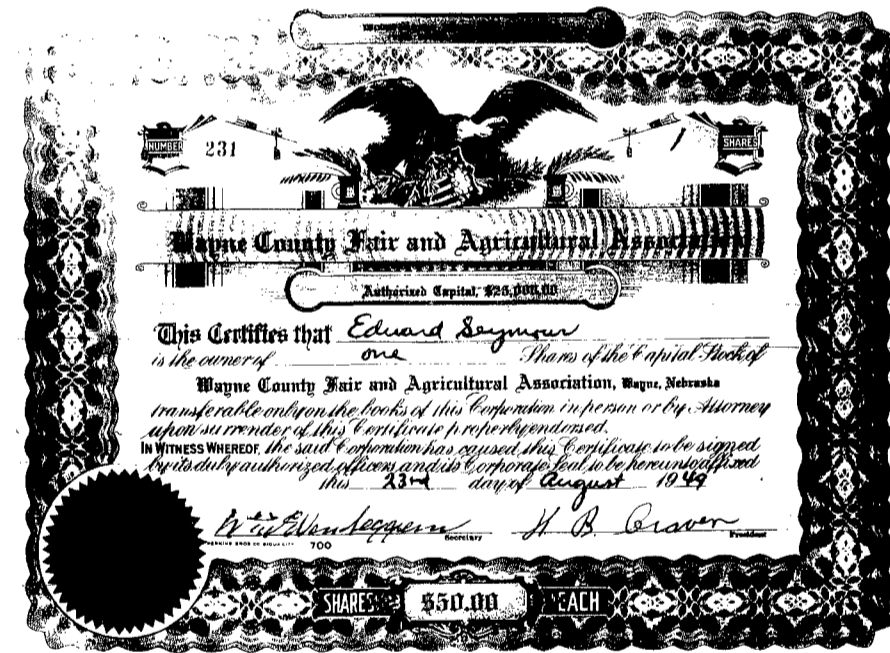 NUMBER 231
SHARES 1
Wayne County Fair and Agricultural Association
Authorized Capital, $25,000.00
This Certifies that Edward Seymour
is the owner of one Shares of the Capital Stock of
Wayne County Fair and Agricultural Association, Wayne, Nebraska
transferable only on the books of this Corporation in person or by Attorney
upon surrender of this Certificate properly endorsed.
IN WITNESS WHEREOF, the said Corporation has caused this Certificate to be signed
by its duly authorized officers and its Corporate Seal to be hereunto affixed
this 23rd day of August 1949
H B Craven
Secretary President
PERKINS BROS CO SIOUX CITY 700
SHARES $50.00 EACH